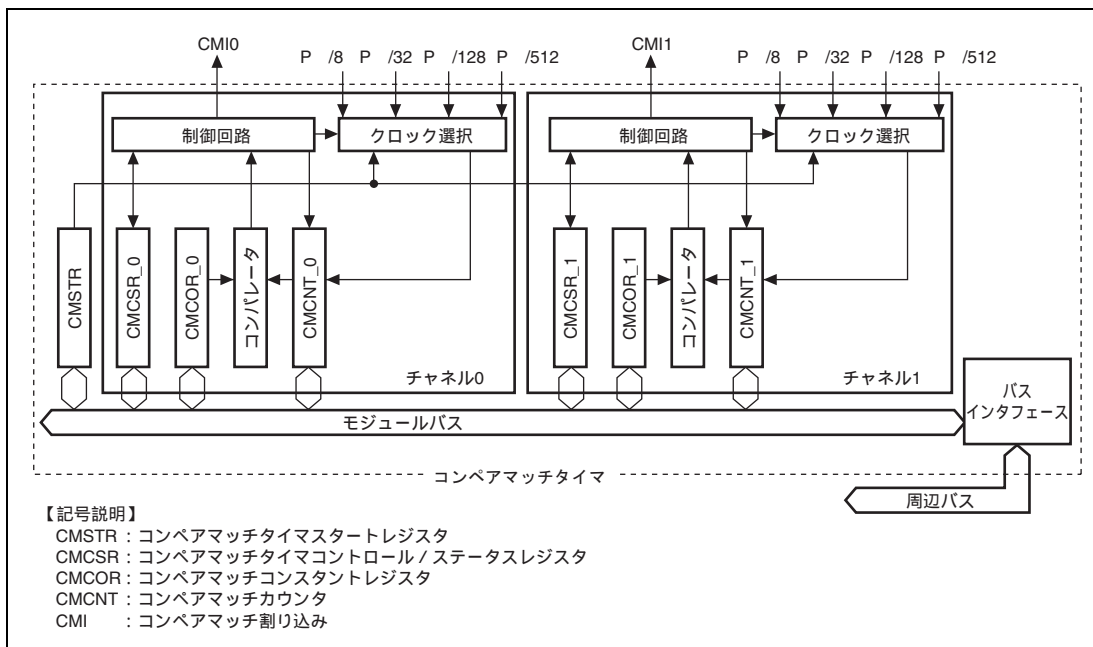 CMI0 P /8 P /32 P /128 P /512 CMI1 P /8 P /32 P /128 P /512
制御回路 クロック選択 制御回路 クロック選択
CMSTR
CMCSR_0
CMCOR_0
コンパレータ
CMCNT_0
CMCSR_1
CMCOR_1
コンパレータ
CMCNT_1
チャネル0 チャネル1
バス
インタフェース
モジュールバス
コンペアマッチタイマ
周辺バス
【記号説明】
CMSTR : コンペアマッチタイマスタートレジスタ
CMCSR : コンペアマッチタイマコントロール / ステータスレジスタ
CMCOR : コンペアマッチコンスタントレジスタ
CMCNT : コンペアマッチカウンタ
CMI : コンペアマッチ割り込み